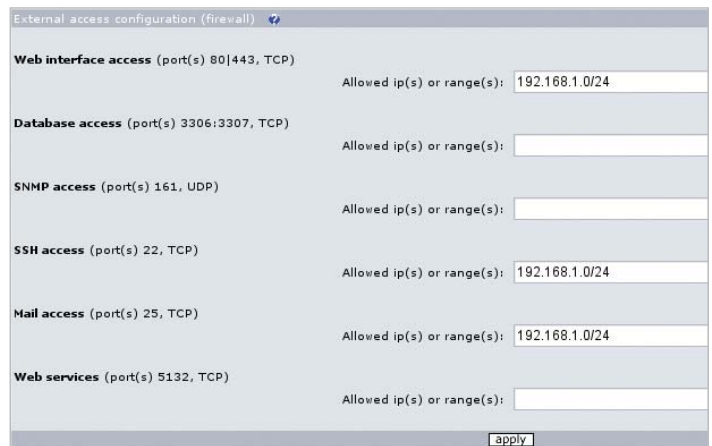 External access configuration (firewall) ?
Web interface access (port(s) 80|443, TCP)
Allowed ip(s) or range(s): 192.168.1.0/24
Database access (port(s) 3306:3307, TCP)
Allowed ip(s) or range(s):
SNMP access (port(s) 161, UDP)
Allowed ip(s) or range(s):
SSH access (port(s) 22, TCP)
Allowed ip(s) or range(s): 192.168.1.0/24
Mail access (port(s) 25, TCP)
Allowed ip(s) or range(s): 192.168.1.0/24
Web services (port(s) 5132, TCP)
Allowed ip(s) or range(s):
apply